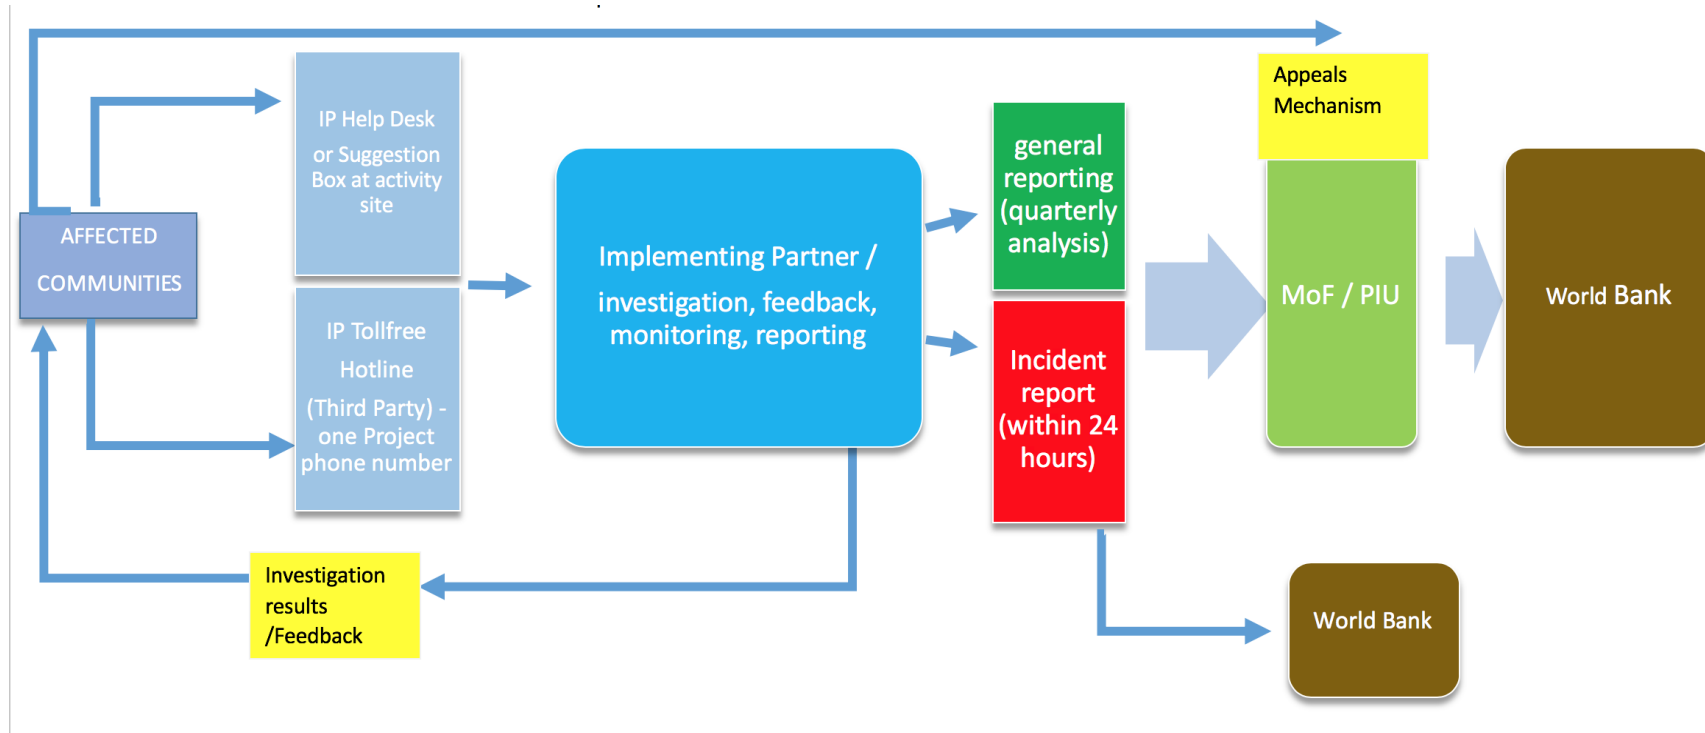 Appeals
Mechanism
IP Help Desk
or Suggestion
Box at activity
site
AFFECTED
COMMUNITIES
IP Tollfree
Hotline
(Third Party) -
one Project
phone number
Implementing Partner /
investigation, feedback,
monitoring, reporting
general
reporting
(quarterly
analysis)
Incident
report
(within 24
hours)
MoF / PIU
World Bank
Investigation
results
/Feedback
World Bank